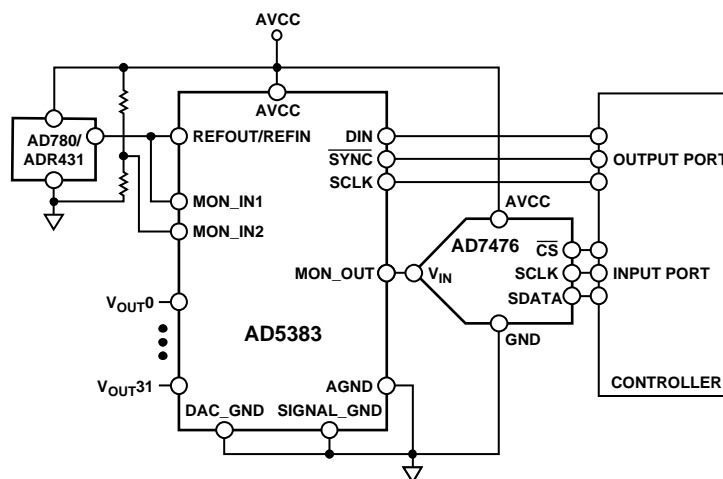 AVCC
AVCC
AD780/
ADR431
REFOUT/REFIN
DIN
SYNC
SCLK
OUTPUT PORT
MON_IN1
MON_IN2
AVCC
AD7476
MON_OUT
VIN
CS
SCLK
SDATA
INPUT PORT
VOUT0
AD5383
GND
VOUT31
AGND
CONTROLLER
DAC_GND
SIGNAL_GND